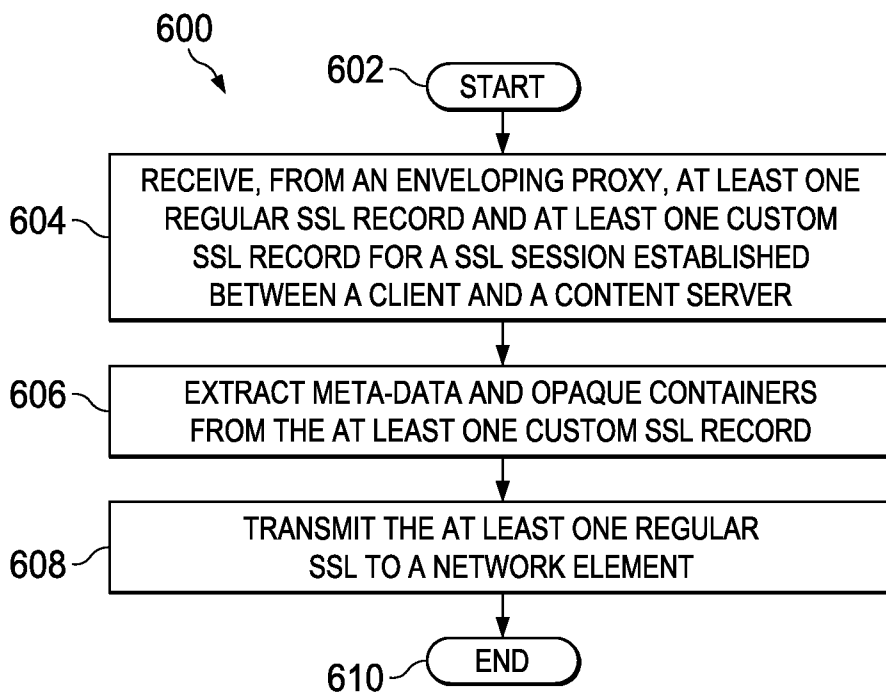 600
602
START
604
RECEIVE, FROM AN ENVELOPING PROXY, AT LEAST ONE
REGULAR SSL RECORD AND AT LEAST ONE CUSTOM
SSL RECORD FOR A SSL SESSION ESTABLISHED
BETWEEN A CLIENT AND A CONTENT SERVER
606
EXTRACT META-DATA AND OPAQUE CONTAINERS
FROM THE AT LEAST ONE CUSTOM SSL RECORD
608
TRANSMIT THE AT LEAST ONE REGULAR
SSL TO A NETWORK ELEMENT
610
END